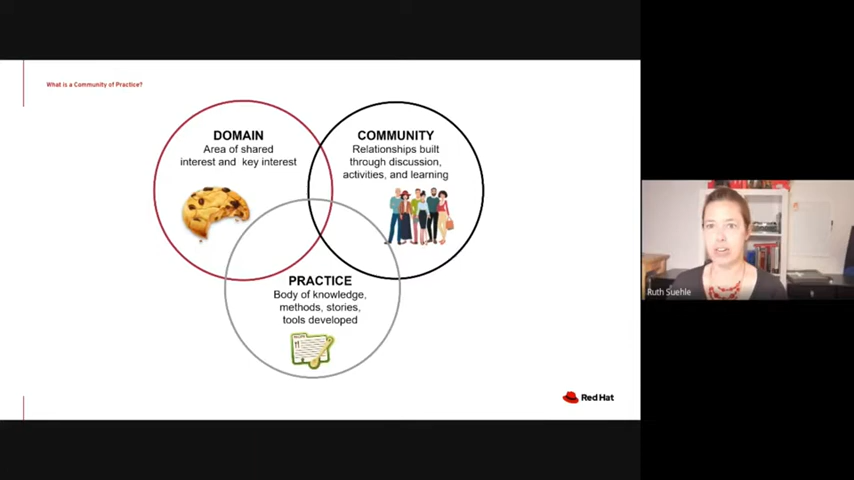 What is a Community of Practice?
DOMAIN
Area of shared
interest and key interest
COMMUNITY
Relationships built
through discussion,
activities, and learning
PRACTICE
Body of knowledge,
methods, stories,
tools developed
Red Hat
Ruth Suehle